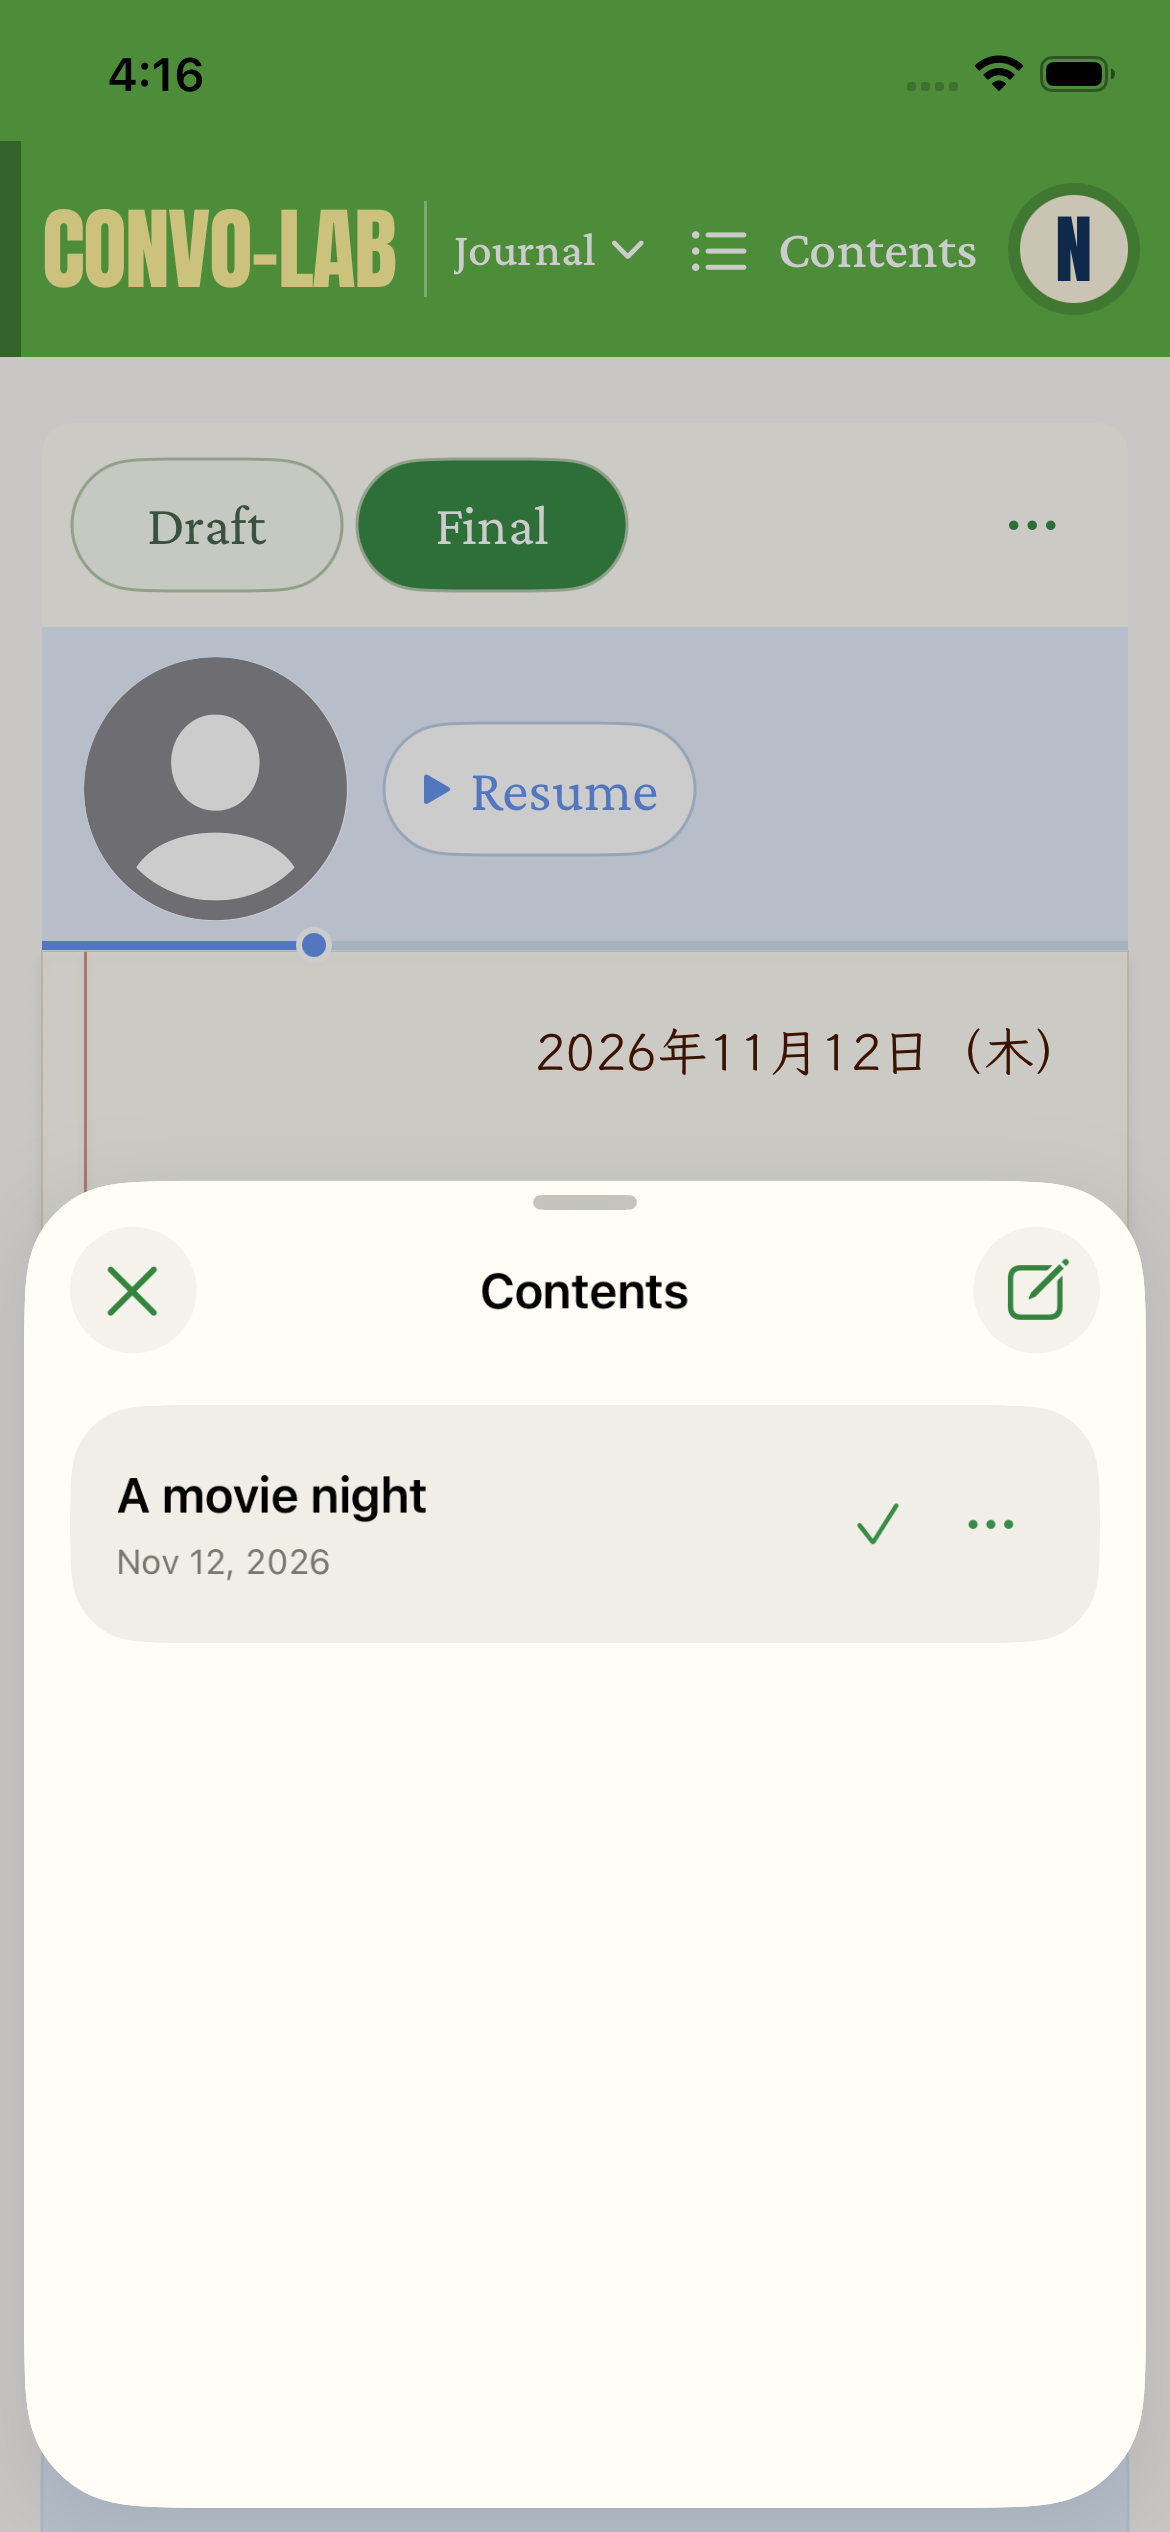 4:16
CONVO-LAB
Journal
Contents
N
Draft
Final
Resume
2026年11月12日（木）
Contents
A movie night
Nov 12, 2026